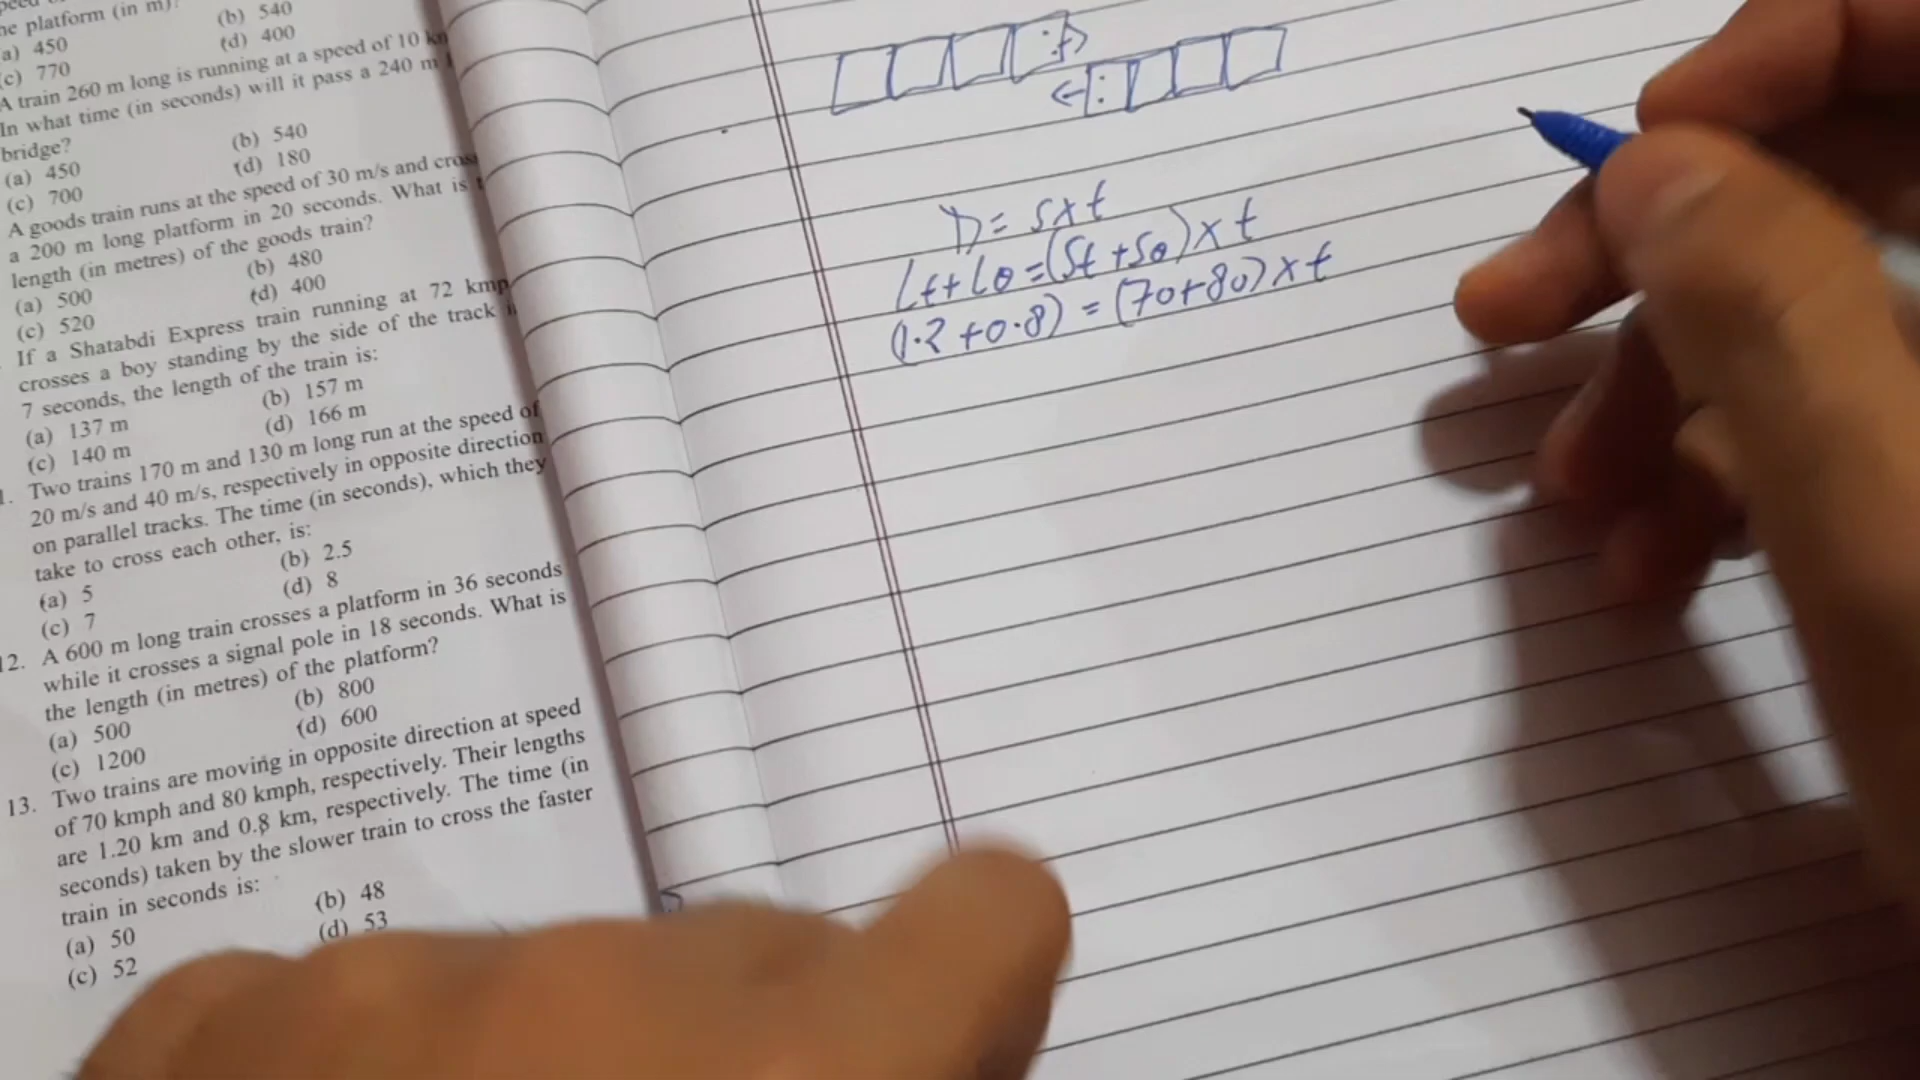 he platform (in m)?
(a) 450 (b) 540
(c) 770 (d) 400
A train 260 m long is running at a speed of 10
In what time (in seconds) will it pass a 240 m
bridge?
(a) 450 (b) 540
(c) 700 (d) 180
A goods train runs at the speed of 30 m/s and
a 200 m long platform in 20 seconds. What is
length (in metres) of the goods train?
(a) 500 (b) 480
(c) 520 (d) 400
If a Shatabdi Express train running at 72 kmp
crosses a boy standing by the side of the track
7 seconds, the length of the train is:
(a) 137 m (b) 157 m
(c) 140 m (d) 166 m
1. Two trains 170 m and 130 m long run at the speed of
20 m/s and 40 m/s, respectively in opposite direction
on parallel tracks. The time (in seconds), which they
take to cross each other, is:
(a) 5 (b) 2.5
(c) 7 (d) 8
12. A 600 m long train crosses a platform in 36 seconds
while it crosses a signal pole in 18 seconds. What is
the length (in metres) of the platform?
(a) 500 (b) 800
(c) 1200 (d) 600
13. Two trains are moving in opposite direction at speed
of 70 kmph and 80 kmph, respectively. Their lengths
are 1.20 km and 0.8 km, respectively. The time (in
seconds) taken by the slower train to cross the faster
train in seconds is:
(a) 50 (b) 48
(c) 52 (d) 53
D = s×t
Lt+Lo=(St+So)×t
(1.2+0.8) = (70+80)×t